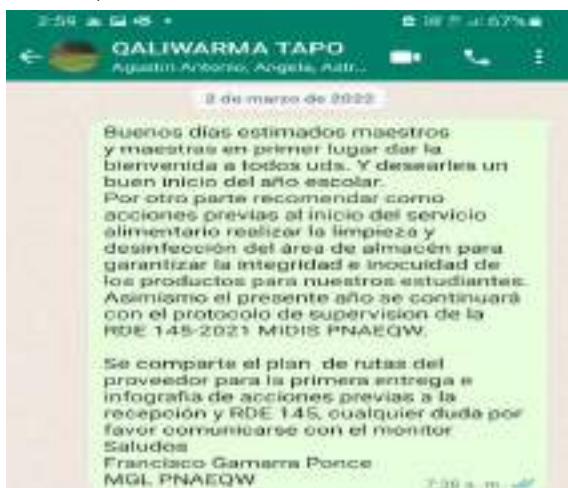 2:59
67%
QALIWARMA TAPO
Agustin Antonio, Angela, Astr...
2 de marzo de 2022
Buenos días estimados maestros
y maestras en primer lugar dar la
bienvenida a todos uds. Y desearles un
buen inicio del año escolar.
Por otro parte recomendar como
acciones previas al inicio del servicio
alimentario realizar la limpieza y
desinfección del área de almacén para
garantizar la integridad e inocuidad de
los productos para nuestros estudiantes.
Asimismo el presente año se continuará
con el protocolo de supervision de la
RDE 145-2021 MIDIS PNAEQW.
Se comparte el plan de rutas del
proveedor para la primera entrega e
infografía de acciones previas a la
recepción y RDE 145, cualquier duda por
favor comunicarse con el monitor
Saludos
Francisco Gamarra Ponce
MGL PNAEQW
a. m.